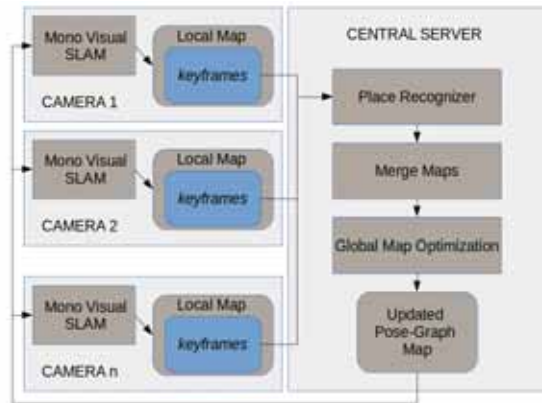 Mono Visual
SLAM
Local Map
keyframes
CAMERA 1
Mono Visual
SLAM
Local Map
keyframes
CAMERA 2
Mono Visual
SLAM
Local Map
keyframes
CAMERA n
CENTRAL SERVER
Place Recognizer
Merge Maps
Global Map Optimization
Updated
Pose-Graph
Map